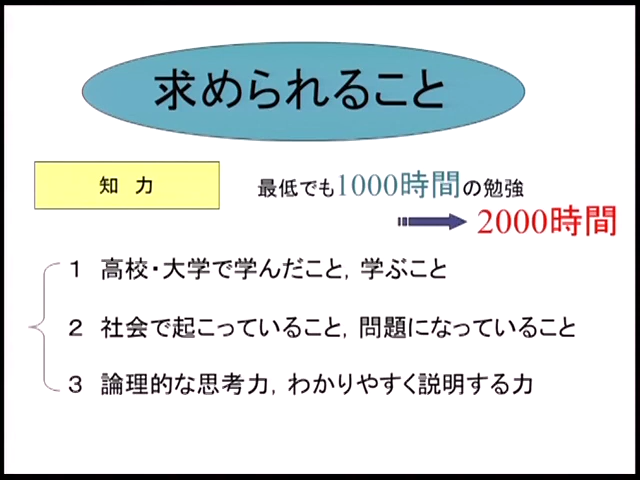 求められること
知 力
最低でも1000時間の勉強
2000時間
1 高校・大学で学んだこと，学ぶこと
2 社会で起こっていること，問題になっていること
3 論理的な思考力，わかりやすく説明する力